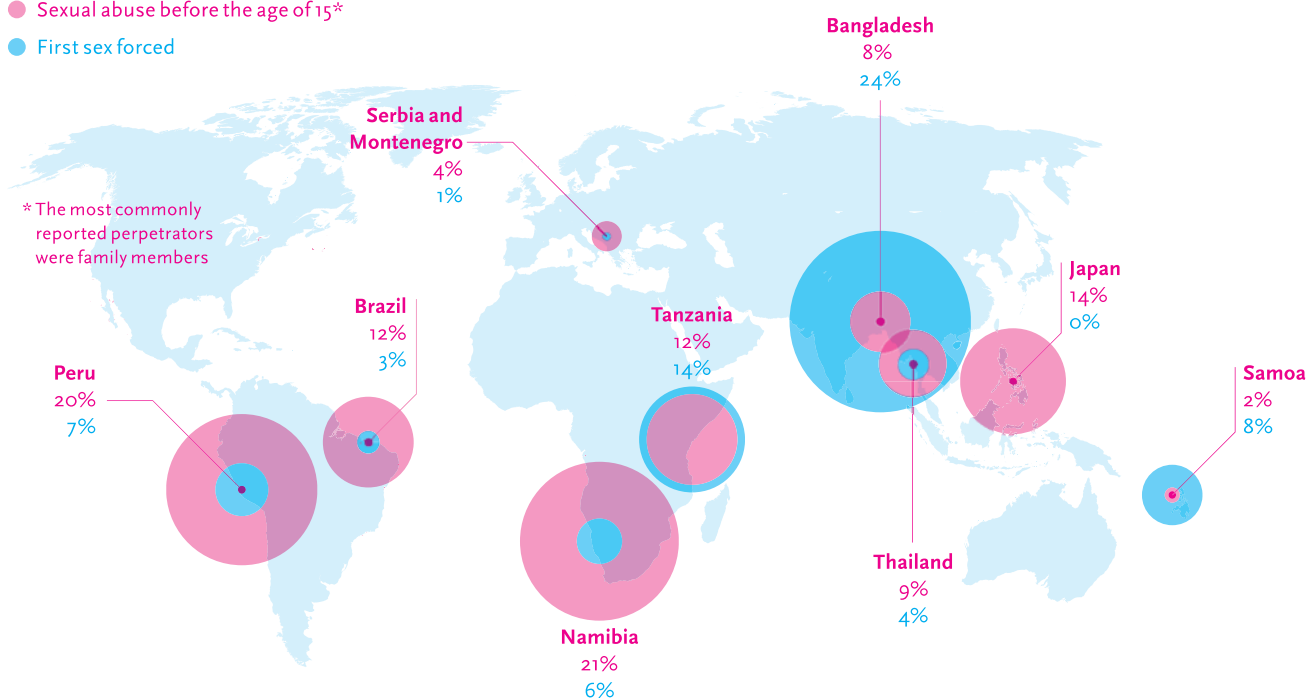 Sexual abuse before the age of 15*
First sex forced
Bangladesh
8%
24%
Serbia and
Montenegro
4%
1%
* The most commonly
reported perpetrators
were family members
Japan
14%
0%
Brazil
12%
3%
Tanzania
12%
14%
Peru
20%
7%
Samoa
2%
8%
Thailand
9%
4%
Namibia
21%
6%